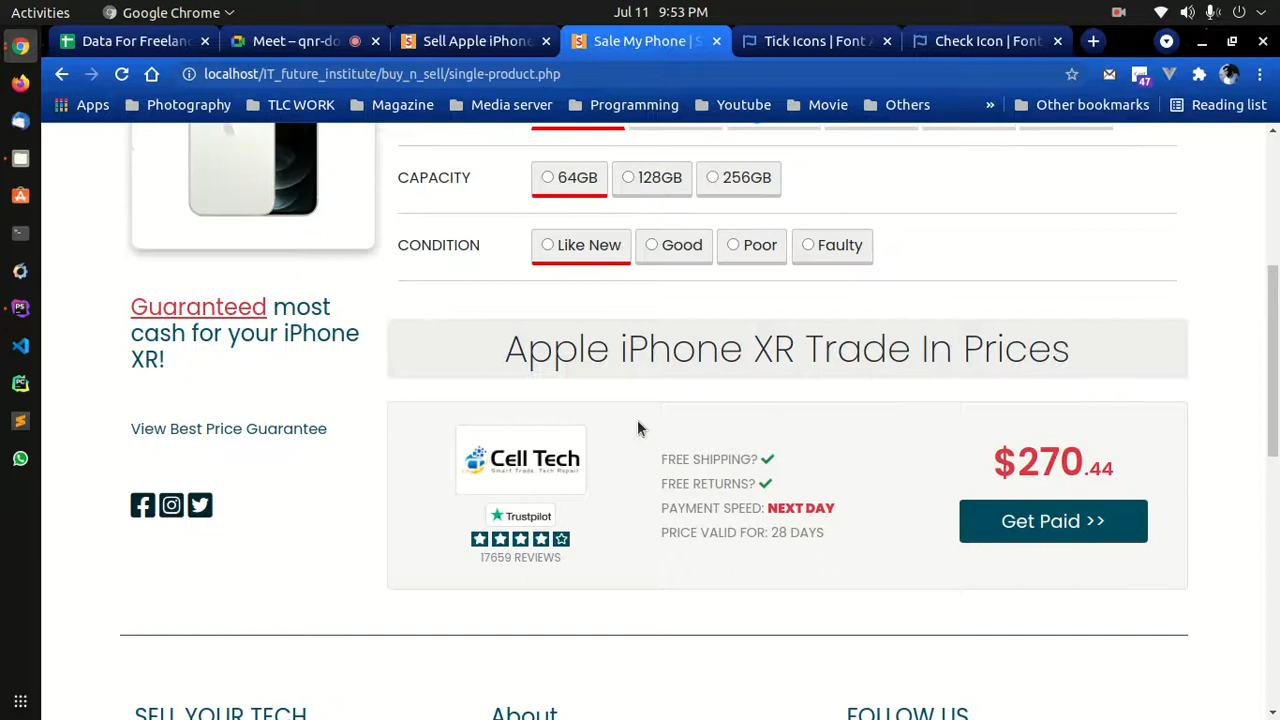 Activities
Google Chrome
Jul 11 9:53 PM
Data For Freelanc
Meet – qnr-do
Sell Apple iPhone
Sale My Phone | S
Tick Icons | Font A
Check Icon | Font
localhost/IT_future_institute/buy_n_sell/single-product.php
47
Apps
Photography
TLC WORK
Magazine
Media server
Programming
Youtube
Movie
Others
»
Other bookmarks
Reading list
CAPACITY
64GB
128GB
256GB
CONDITION
Like New
Good
Poor
Faulty
Guaranteed most
cash for your iPhone
XR!
View Best Price Guarantee
Apple iPhone XR Trade In Prices
Cell Tech
Smart Trade, Tech Repair
Trustpilot
17659 REVIEWS
FREE SHIPPING?
FREE RETURNS?
PAYMENT SPEED: NEXT DAY
PRICE VALID FOR: 28 DAYS
$270.44
Get Paid >>
SELL YOUR TECH
About
FOLLOW US